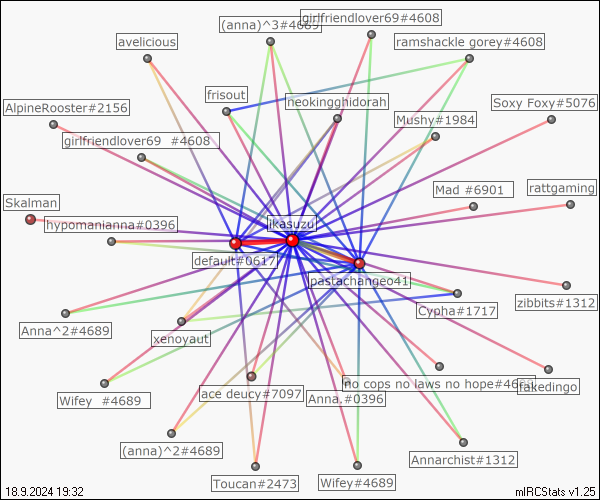 girlfriendlover69#4608
(anna)^3#4689
avelicious
ramshackle gorey#4608
frisout
neokingghidorah
AlpineRooster#2156
Soxy Foxy#5076
Mushy#1984
girlfriendlover69 #4608
Mad #6901
rattgaming
Skalman
hypomanianna#0396
ikasuzu
default#0617
pastachangeo41
zibbits#1312
Cypha#1717
Anna^2#4689
xenoyaut
no cops no laws no hope#4689
fakedingo
ace deucy#7097
Anna.#0396
Wifey #4689
(anna)^2#4689
Annarchist#1312
Toucan#2473
Wifey#4689
18.9.2024 19:32
mIRCStats v1.25